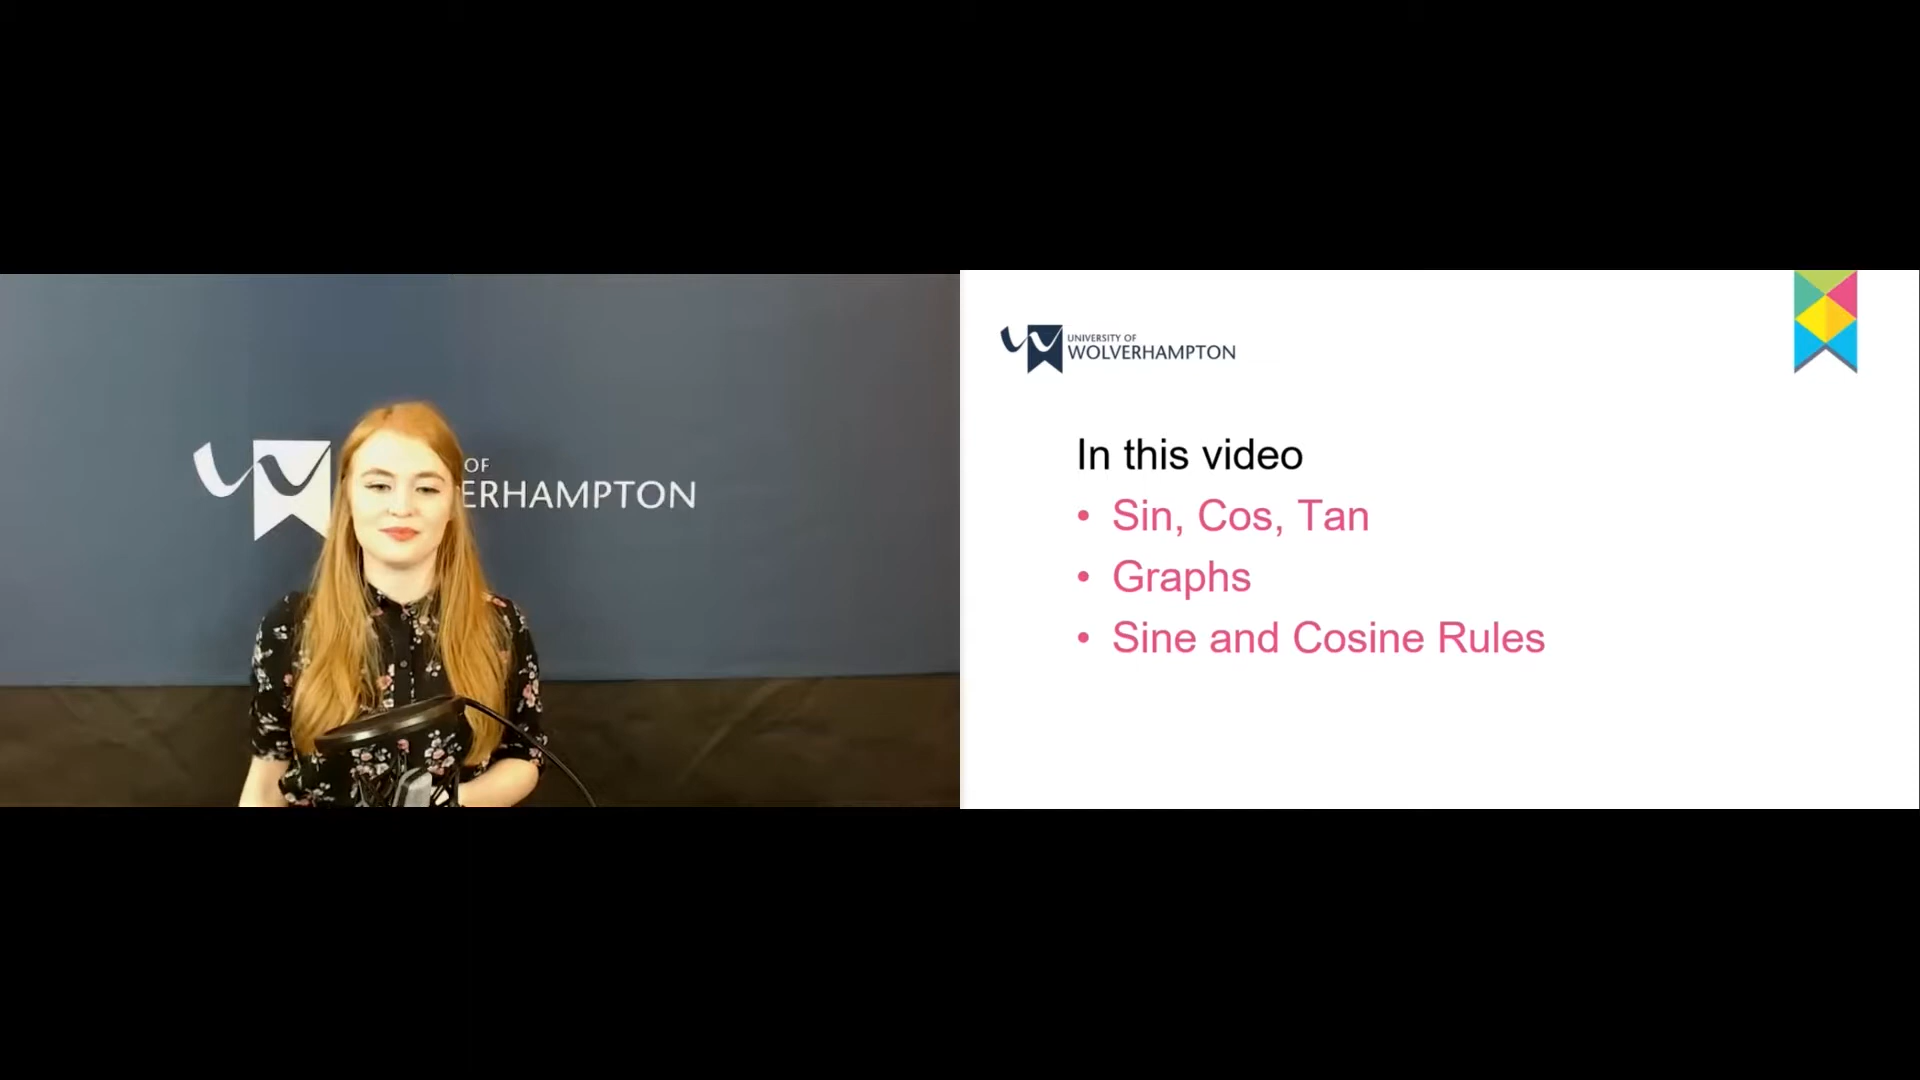 OF
ERHAMPTON
UNIVERSITY OF
WOLVERHAMPTON
In this video
• Sin, Cos, Tan
• Graphs
• Sine and Cosine Rules